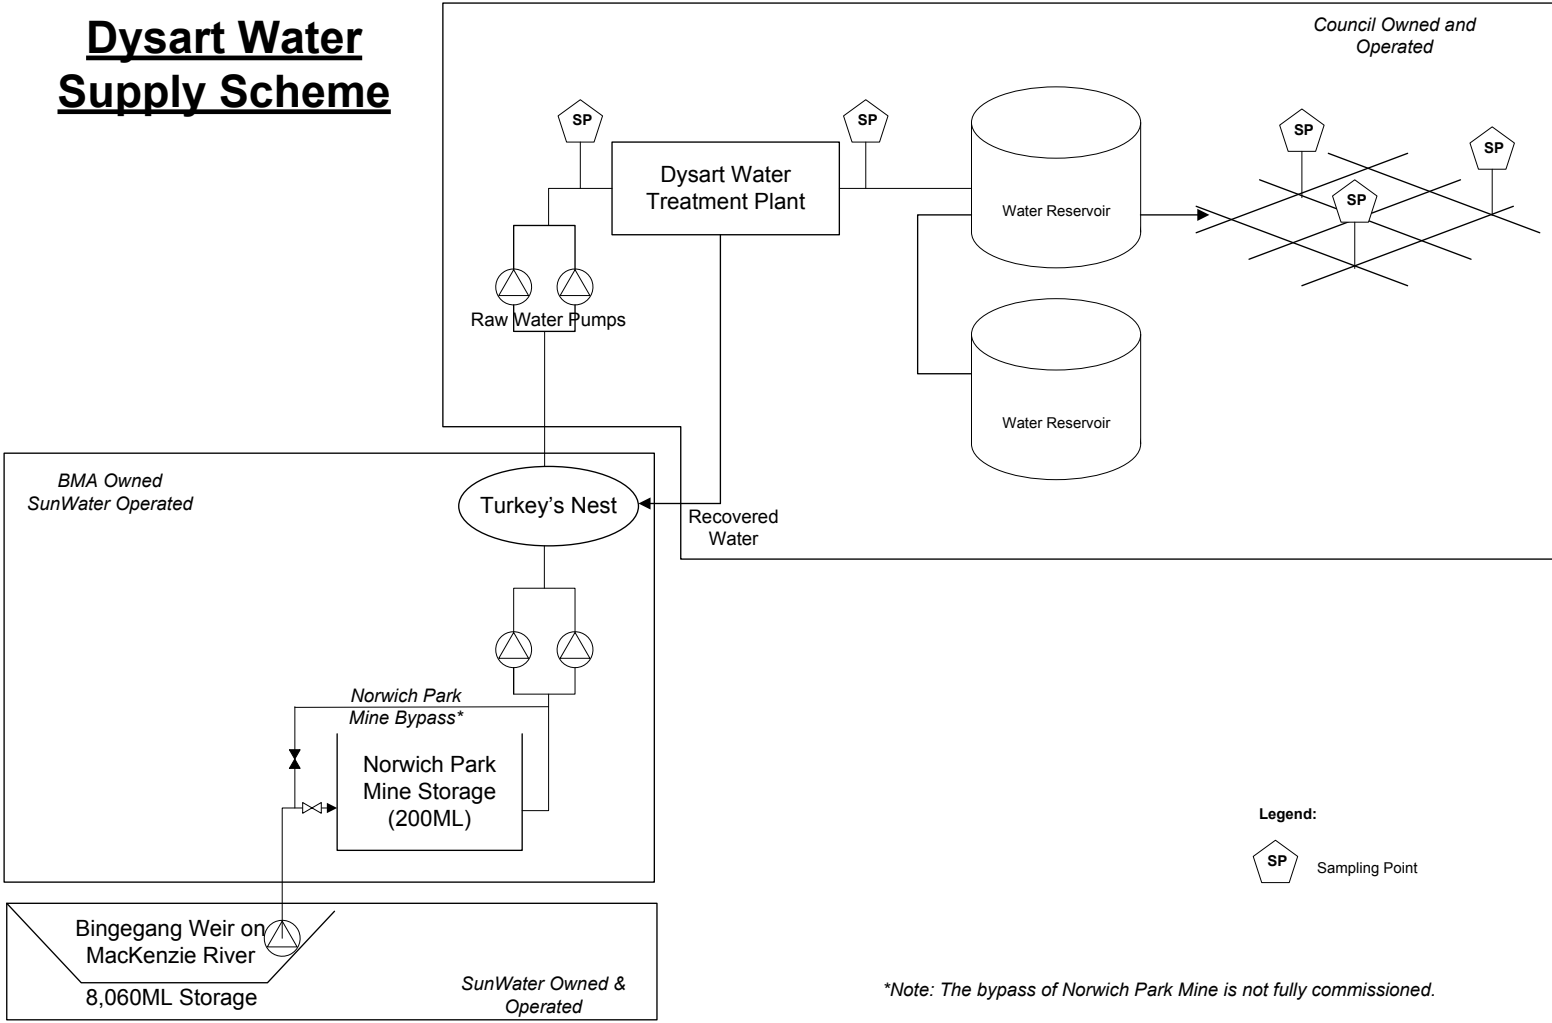 Dysart Water
Supply Scheme
Council Owned and
Operated
SP
SP
SP
SP
SP
Dysart Water
Treatment Plant
Water Reservoir
Raw Water Pumps
Water Reservoir
BMA Owned
SunWater Operated
Turkey's Nest
Recovered
Water
Norwich Park
Mine Bypass*
Norwich Park
Mine Storage
(200ML)
Legend:
SP
Sampling Point
Bingegang Weir on
MacKenzie River
8,060ML Storage
SunWater Owned &
Operated
*Note: The bypass of Norwich Park Mine is not fully commissioned.